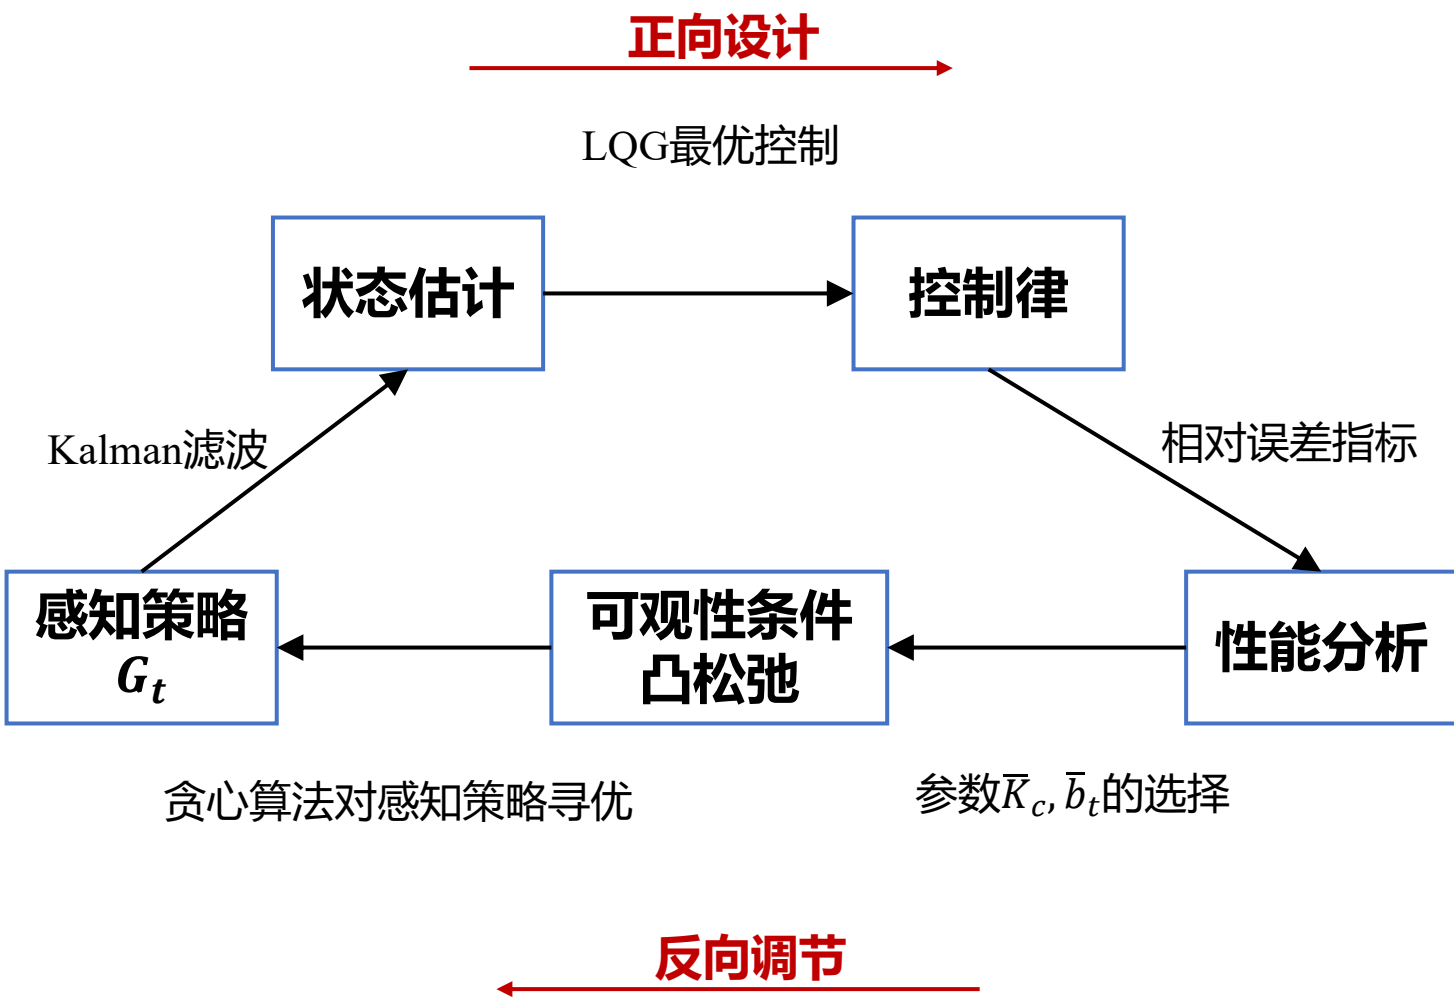 正向设计
LQG最优控制
状态估计
控制律
Kalman滤波
相对误差指标
感知策略
G_t
可观性条件
凸松弛
性能分析
贪心算法对感知策略寻优
参数K̅_c, b̅_t的选择
反向调节